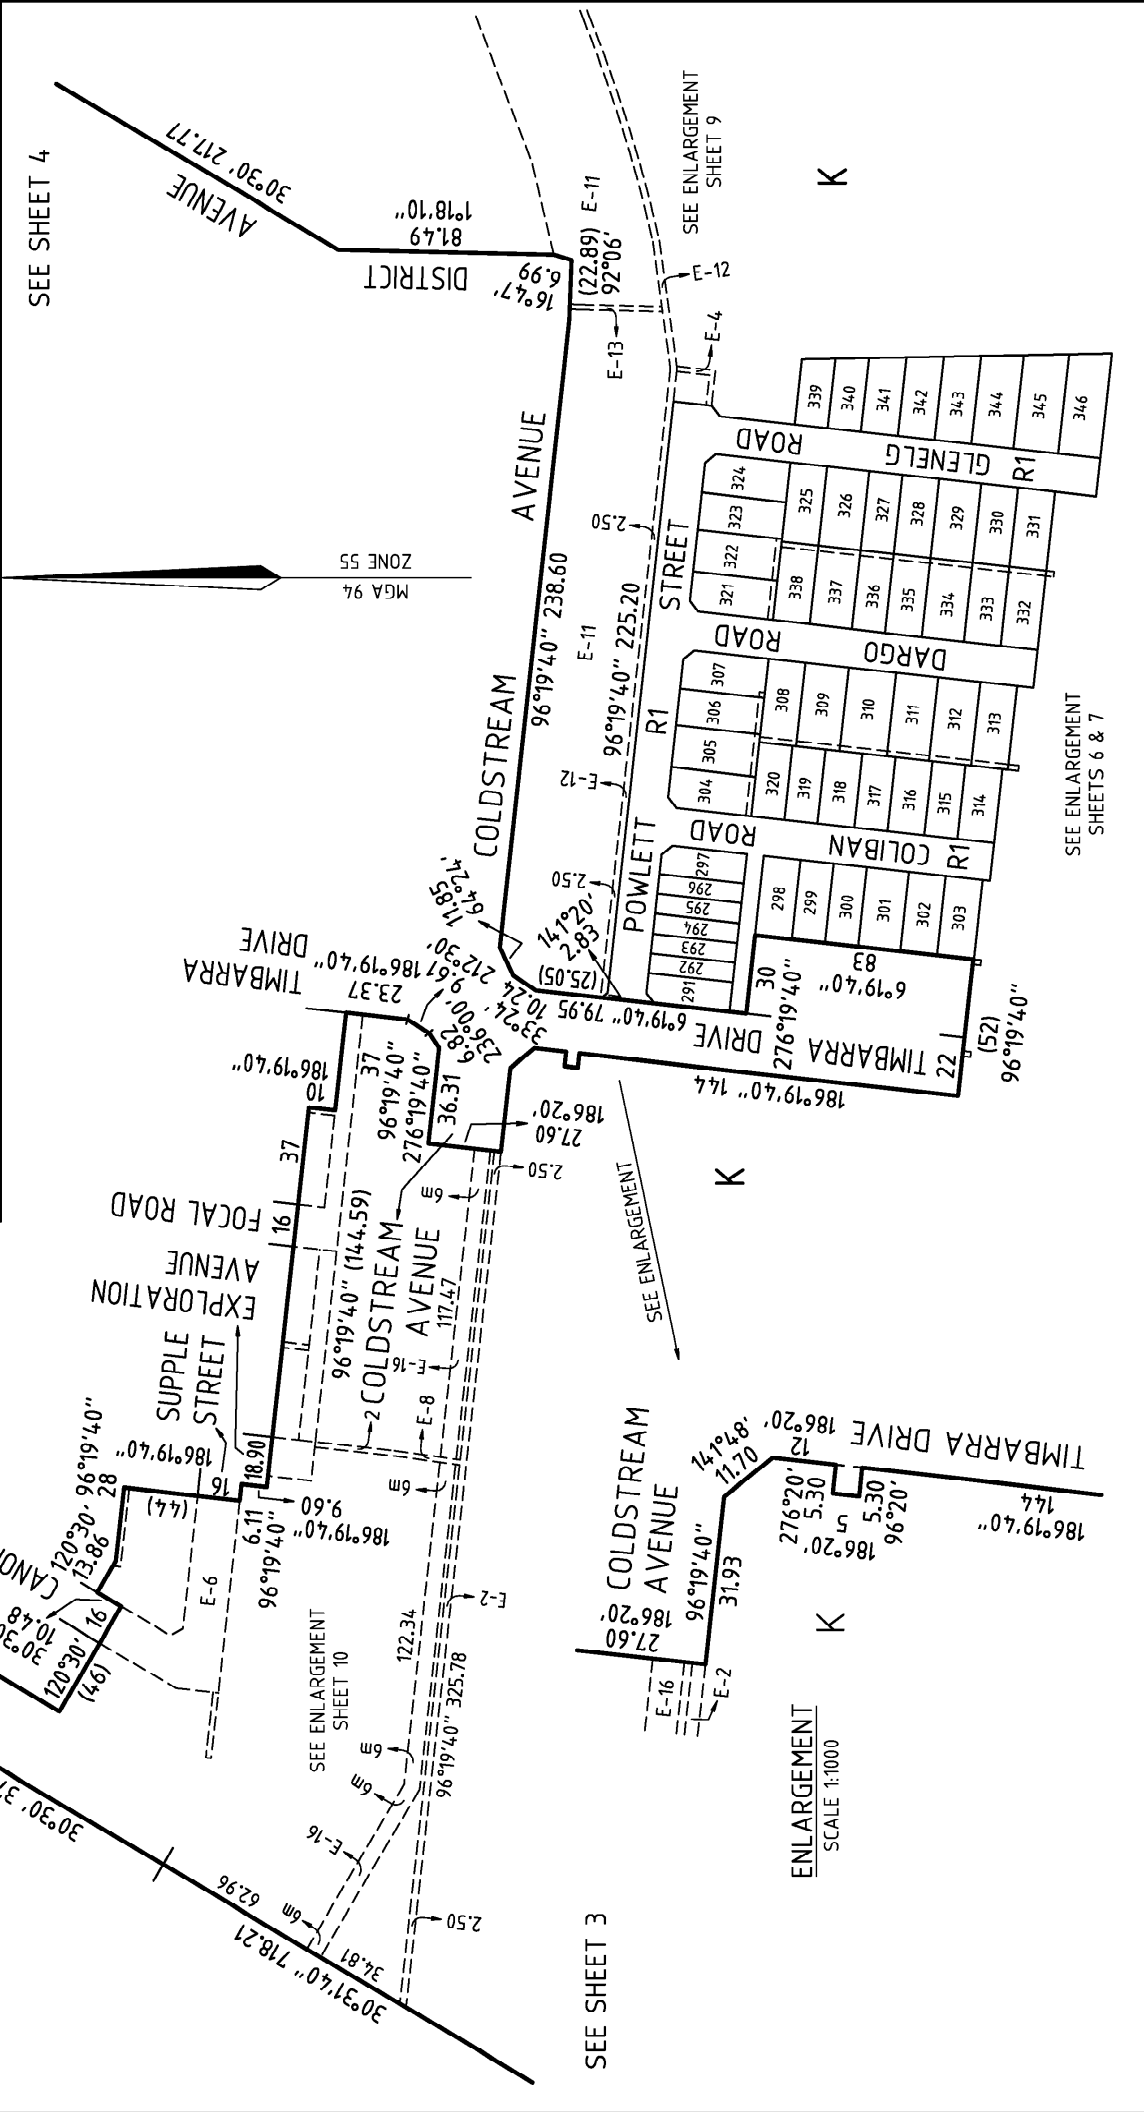 SEE SHEET 4
30°30' 217.77
AVENUE
DISTRICT
81.49
1°18'10"
16°47'
6.99
(22.89)
92°06'
E-11
SEE ENLARGEMENT
SHEET 9
K
E-12
E-13
E-4
MGA 94
ZONE 55
COLDSTREAM
AVENUE
96°19'40" 238.60
E-11
96°19'40" 225.20
2.50
E-12
2.50
POWLETT
R1
STREET
339
340
341
342
343
344
345
346
ROAD
GLENELG
R1
324
323
322
321
325
326
327
328
329
330
331
338
337
336
335
334
333
332
ROAD
DARGO
307
306
305
304
308
309
310
311
312
313
320
319
318
317
316
315
314
ROAD
COLIBAN
R1
297
296
295
294
293
292
291
298
299
300
301
302
303
SEE ENLARGEMENT
SHEETS 6 & 7
11.85
64°24'
141°20'
2.83
(25.05)
TIMBARRA
DRIVE
186°19'40"
23.37
9.61
212°30'
6.82
236°00'
10.24
33°24'
6°19'40" 79.95
30
276°19'40"
83
6°19'40"
TIMBARRA
DRIVE
22
(52)
96°19'40"
186°19'40" 144
10
186°19'40"
37
96°19'40"
276°19'40"
36.31
27.60
186°20'
2.50
6m
37
FOCAL ROAD
16
EXPLORATION
AVENUE
SUPPLE
STREET
96°19'40" (144.59)
COLDSTREAM
AVENUE
117.47
E-16
E-8
E-2
6m
SEE ENLARGEMENT
K
96°19'40"
28
186°19'40"
(44)
16
18.90
6.11
96°19'40"
9.60
186°19'40"
120°30'
13.86
16
10.48
120°30'
(46)
E-6
SEE ENLARGEMENT
SHEET 10
122.34
96°19'40" 325.78
E-2
6m
6m
E-16
6m
2.50
62.96
34.81
30°31'40" 718.21
30°30'
SEE SHEET 3
COLDSTREAM
AVENUE
27.60
186°20'
96°19'40"
31.93
141°48'
11.70
12
186°20'
TIMBARRA DRIVE
276°20'
5.30
5
186°20'
5.30
96°20'
144
186°19'40"
E-16
E-2
K
ENLARGEMENT
SCALE 1:1000